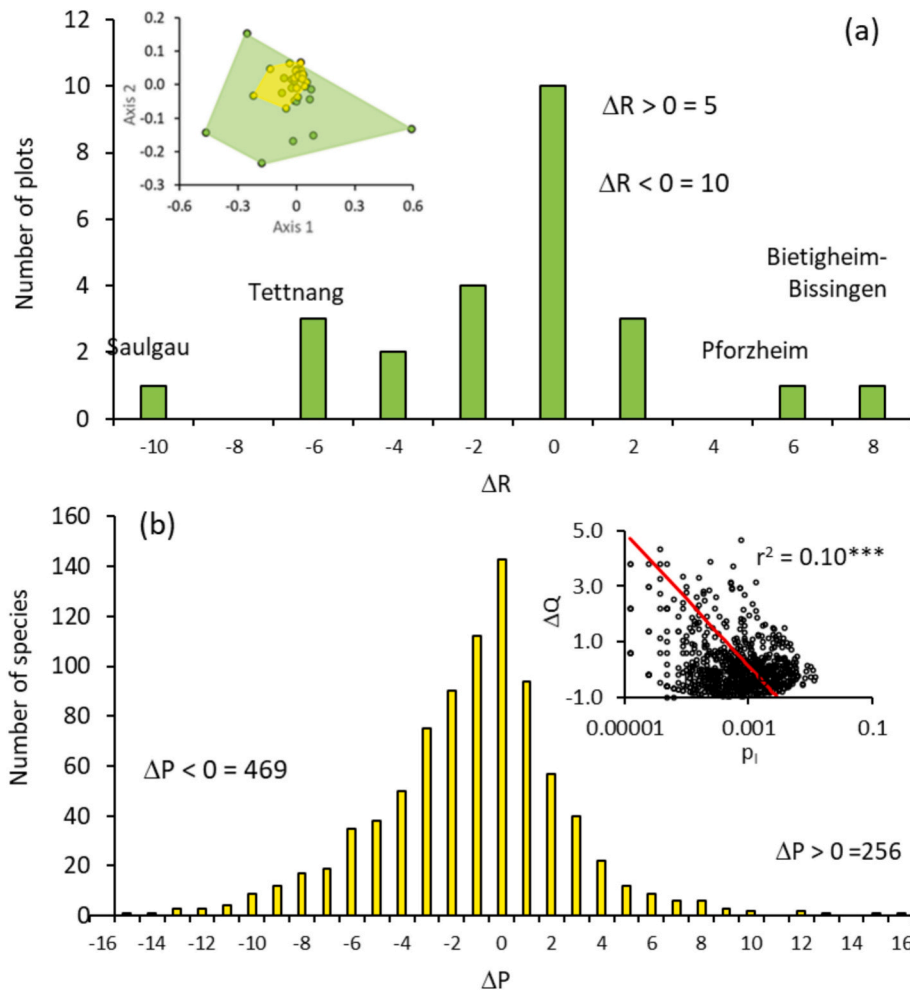 (a)
12
10
8
6
4
2
0
Number of plots
0.2
0.1
0.0
-0.1
-0.2
-0.3
Axis 2
-0.6 -0.3 0 0.3 0.6
Axis 1
ΔR > 0 = 5
ΔR < 0 = 10
Bietigheim-
Bissingen
Tettnang
Saulgau
Pforzheim
-10 -8 -6 -4 -2 0 2 4 6 8
ΔR
(b)
160
140
120
100
80
60
40
20
0
Number of species
5.0
3.0
1.0
-1.0
ΔQ
r² = 0.10***
0.00001 0.001 0.1
pI
ΔP < 0 = 469
ΔP > 0 =256
-16 -14 -12 -10 -8 -6 -4 -2 0 2 4 6 8 10 12 14 16
ΔP